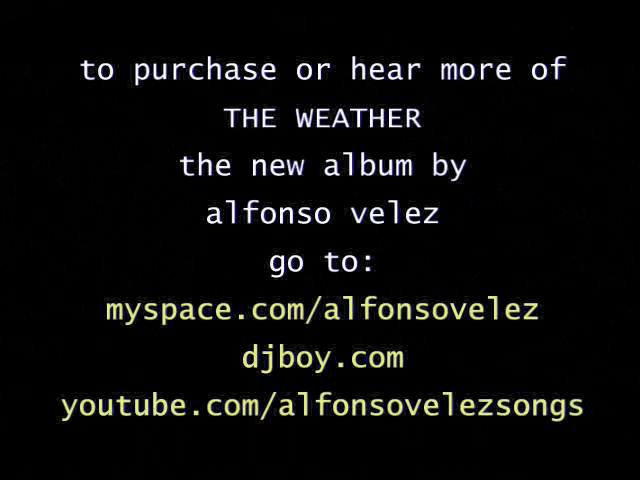 to purchase or hear more of
THE WEATHER
the new album by
alfonso velez
go to:
myspace.com/alfonsovelez
djboy.com
youtube.com/alfonsovelezsongs